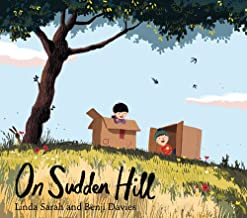 On Sudden Hill
Linda Sarah and Benji Davies